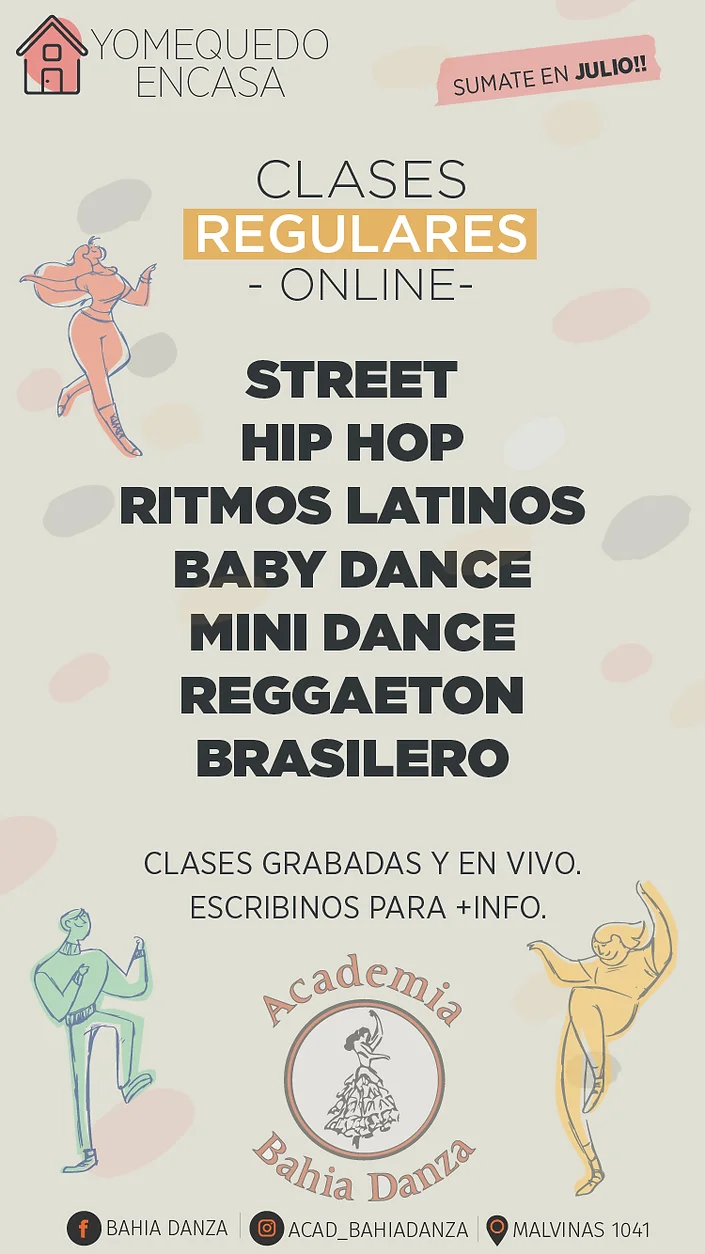 YOMEQUEDO
ENCASA
SUMATE EN JULIO!!
CLASES
REGULARES
- ONLINE-
STREET
HIP HOP
RITMOS LATINOS
BABY DANCE
MINI DANCE
REGGAETON
BRASILERO
CLASES GRABADAS Y EN VIVO.
ESCRIBINOS PARA +INFO.
Academia
Bahia Danza
BAHIA DANZA
ACAD_BAHIADANZA
MALVINAS 1041